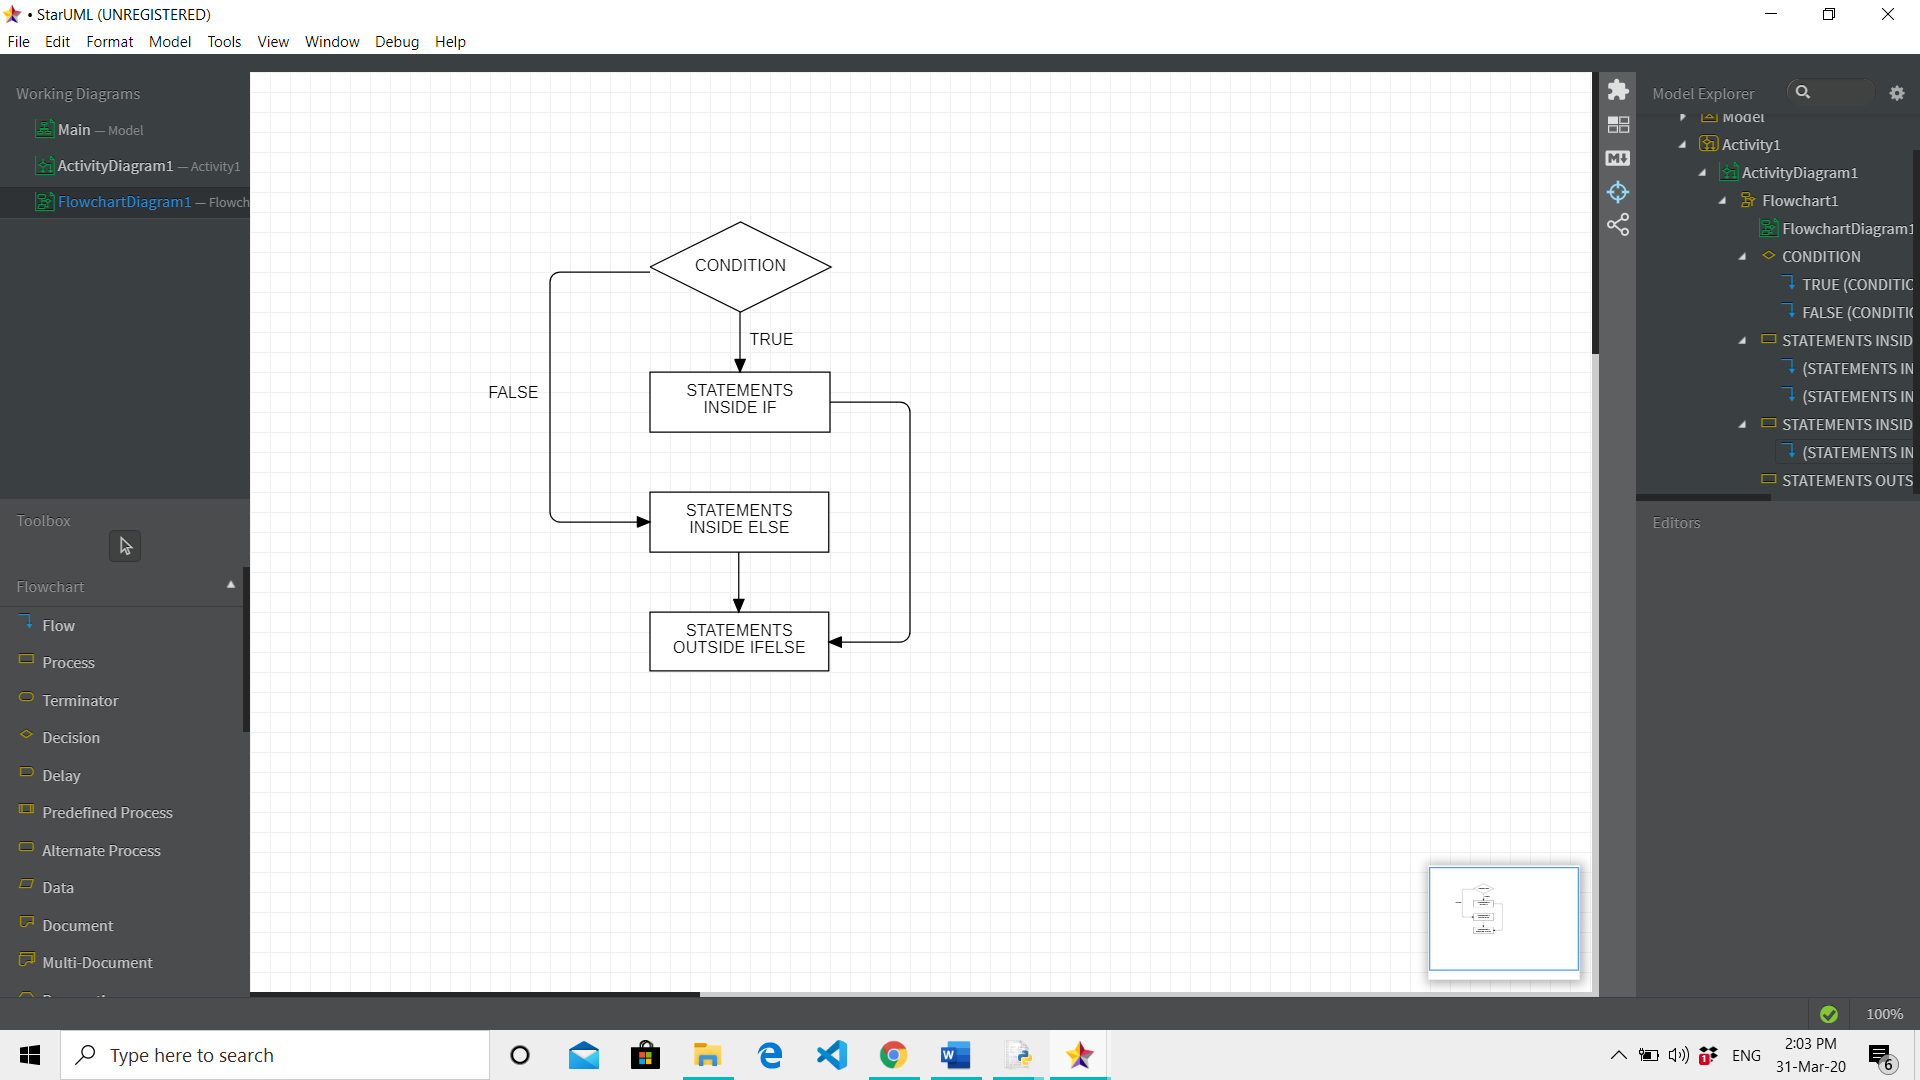 • StarUML (UNREGISTERED)
File Edit Format Model Tools View Window Debug Help
Working Diagrams
Main — Model
ActivityDiagram1 — Activity1
FlowchartDiagram1 — Flowch
Toolbox
Flowchart
Flow
Process
Terminator
Decision
Delay
Predefined Process
Alternate Process
Data
Document
Multi-Document
CONDITION
TRUE
FALSE
STATEMENTS
INSIDE IF
STATEMENTS
INSIDE ELSE
STATEMENTS
OUTSIDE IFELSE
Model Explorer
Model
Activity1
ActivityDiagram1
Flowchart1
FlowchartDiagram1
CONDITION
TRUE (CONDITIO
FALSE (CONDITIO
STATEMENTS INSID
(STATEMENTS IN
(STATEMENTS IN
STATEMENTS INSID
(STATEMENTS IN
STATEMENTS OUTS
Editors
100%
Type here to search
ENG
2:03 PM
31-Mar-20
1
6